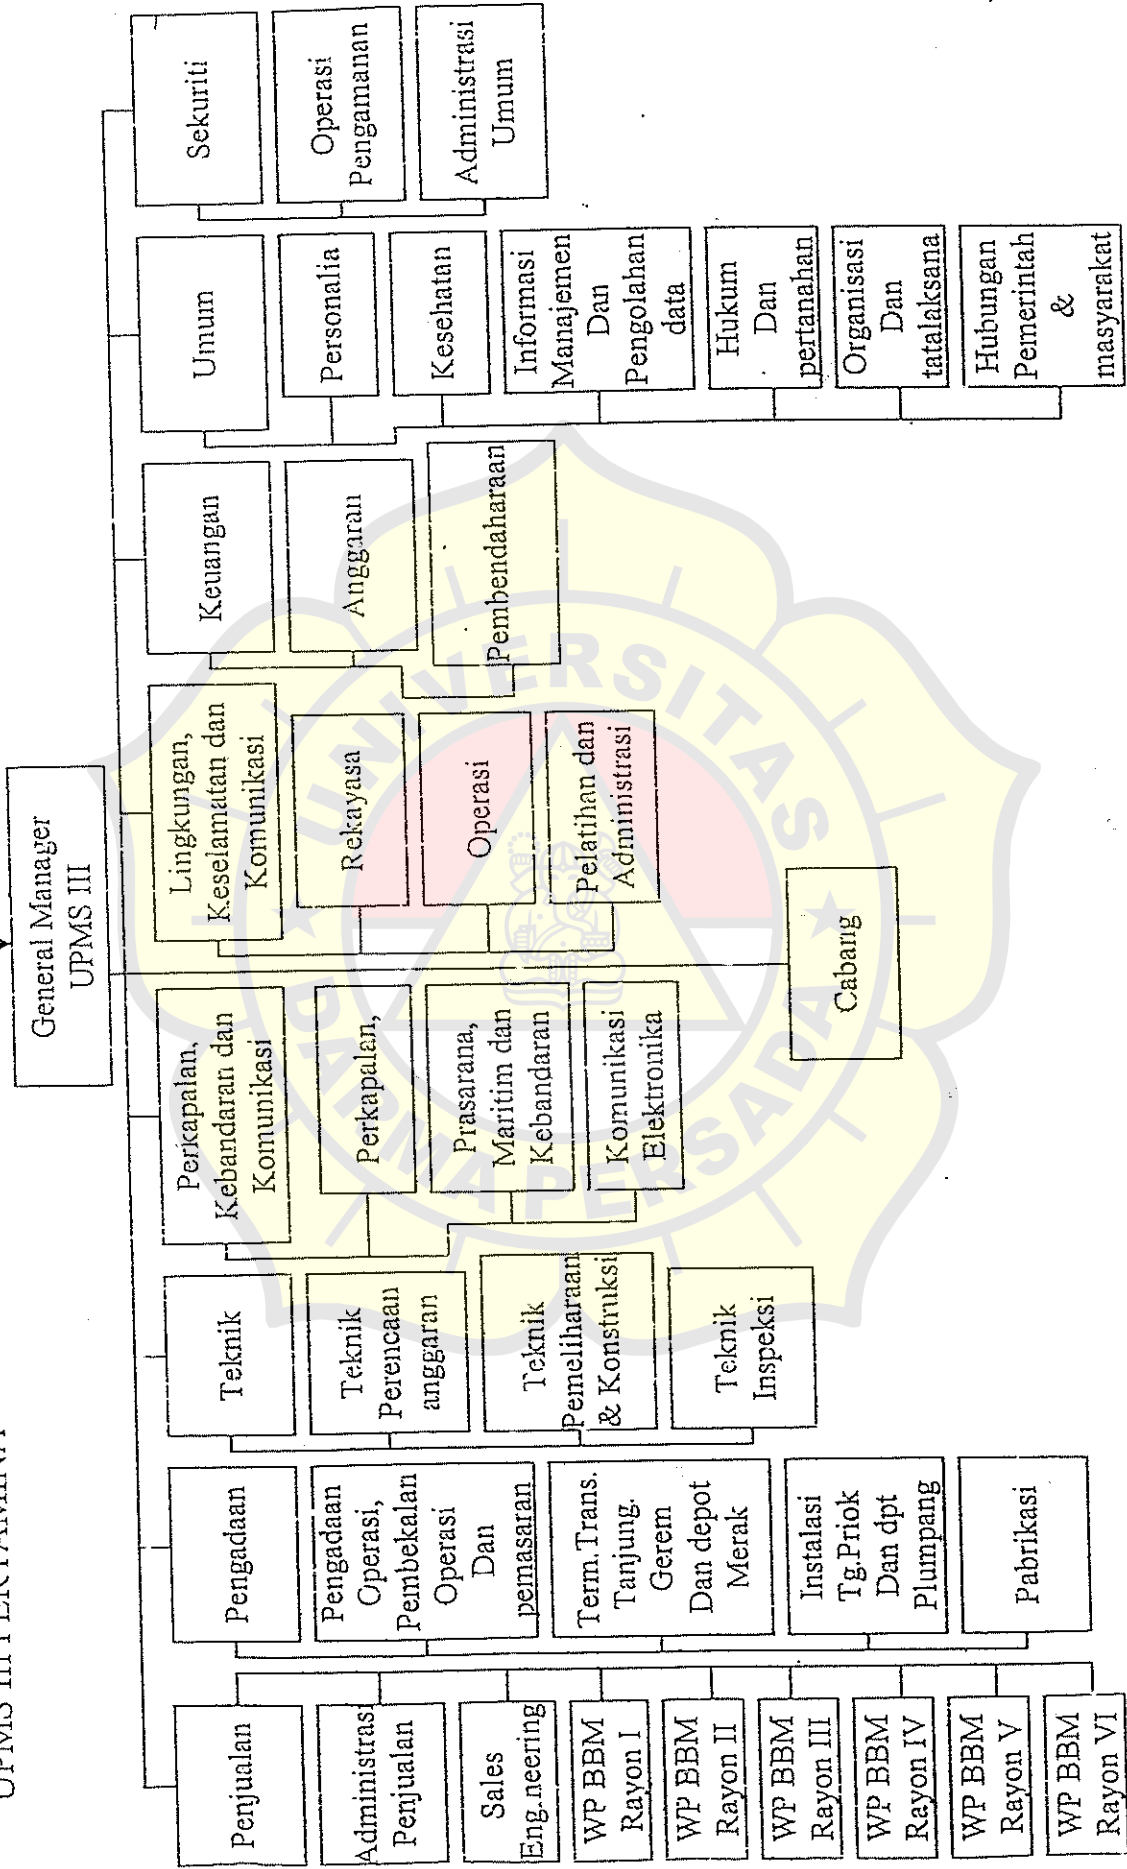 UPMS III PERTAMINA
General Manager
UPMS III
Penjualan
Administrasi
Penjualan
Sales
Eng.neering
WP BBM
Rayon I
WP BBM
Rayon II
WP BBM
Rayon III
WP BBM
Rayon IV
WP BBM
Rayon V
WP BBM
Rayon VI
Pengadaan
Pengadaan
Operasi,
Pembekalan
Operasi
Dan
pemasaran
Term.Trans.
Tanjung.
Gerem
Dan depot
Merak
Instalasi
Tg.Priok
Dan dpt
Plumpang
Pabrikasi
Teknik
Teknik
Perencaan
anggaran
Teknik
Pemeliharaan
& Konstruksi
Teknik
Inspeksi
Perkapalan,
Kebandaran dan
Komunikasi
Perkapalan,
Prasarana,
Maritim dan
Kebandaran
Komunikasi
Elektronika
Cabang
Lingkungan,
Keselamatan dan
Komunikasi
Rekayasa
Operasi
Pelatihan dan
Administrasi
Keuangan
Anggaran
Pembendaharaan
Umum
Personalia
Kesehatan
Informasi
Manajemen
Dan
Pengolahan
data
Hukum
Dan
pertanahan
Organisasi
Dan
tatalaksana
Hubungan
Pemerintah
&
masyarakat
Sekuriti
Operasi
Pengamanan
Administrasi
Umum
UNIVERSITAS
DARMA PERSADA